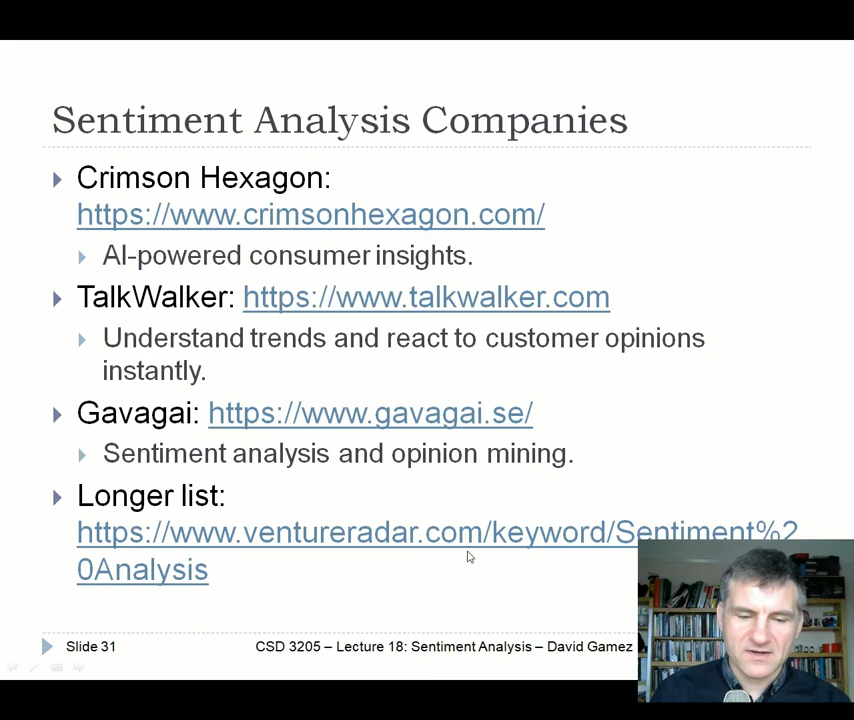 Sentiment Analysis Companies
Crimson Hexagon:
https://www.crimsonhexagon.com/
AI-powered consumer insights.
TalkWalker: https://www.talkwalker.com
Understand trends and react to customer opinions
instantly.
Gavagai: https://www.gavagai.se/
Sentiment analysis and opinion mining.
Longer list:
https://www.ventureradar.com/keyword/Sentiment%2
0Analysis
Slide 31
CSD 3205 – Lecture 18: Sentiment Analysis – David Gamez